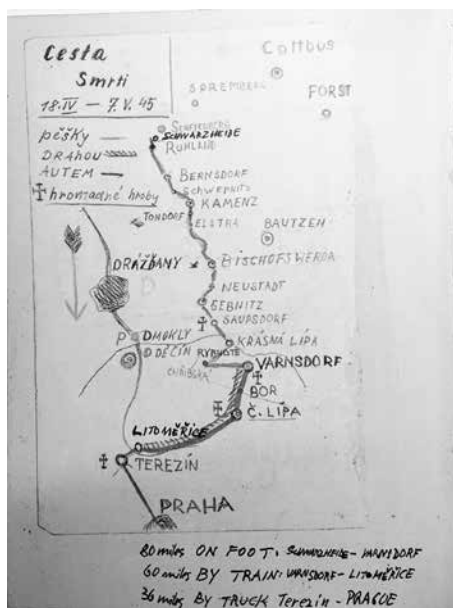 Cesta
Smrti
18.IV — 7.V.45
pěšky
DRAHOU
AUTEM
hromadné hroby
Cottbus
SPREMBERG
FORST
SCHWARZHEIDE
RUHLAND
BERNSDORF
SCHWEPNITZ
KAMENZ
TONDORF
ELSTRA
BAUTZEN
DRÁŽĎANY
BISCHOFSWERDA
NEUSTADT
SEBNITZ
SAUPSDORF
P
DMOKLY
DĚČÍN
KRÁSNÁ LÍPA
RYBNIŠTĚ
CHŘIBSKÁ
VARNSDORF
BOR
Č. LÍPA
LITOMĚŘICE
TEREZÍN
PRAHA
80 miles ON FOOT: SCHWARZHEIDE - VARNSDORF
60 miles BY TRAIN: VARNSDORF - LITOMĚŘICE
36 miles BY TRUCK Terezín - PRAGUE